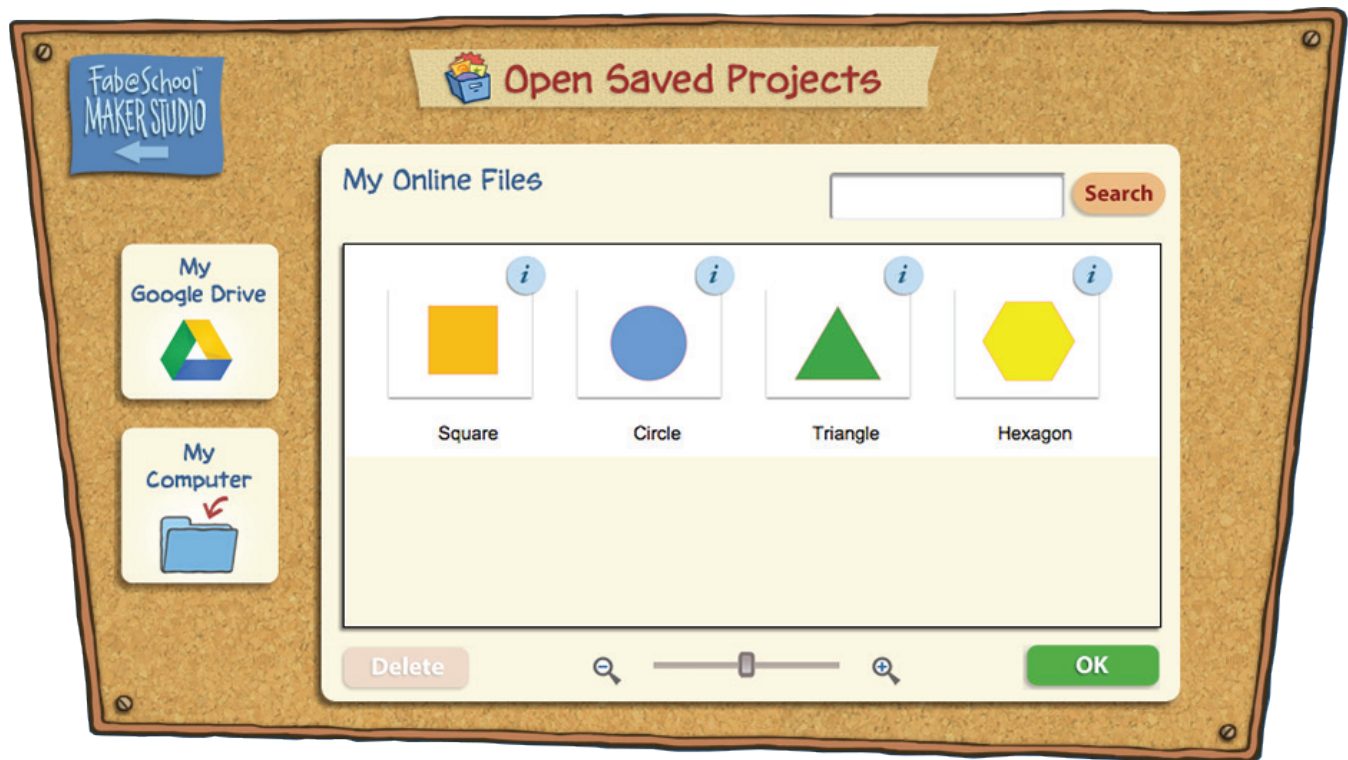 Fab@School™
MAKER STUDIO
Open Saved Projects
My Online Files
Search
My
Google Drive
i
i
i
i
Square
Circle
Triangle
Hexagon
My
Computer
Delete
OK